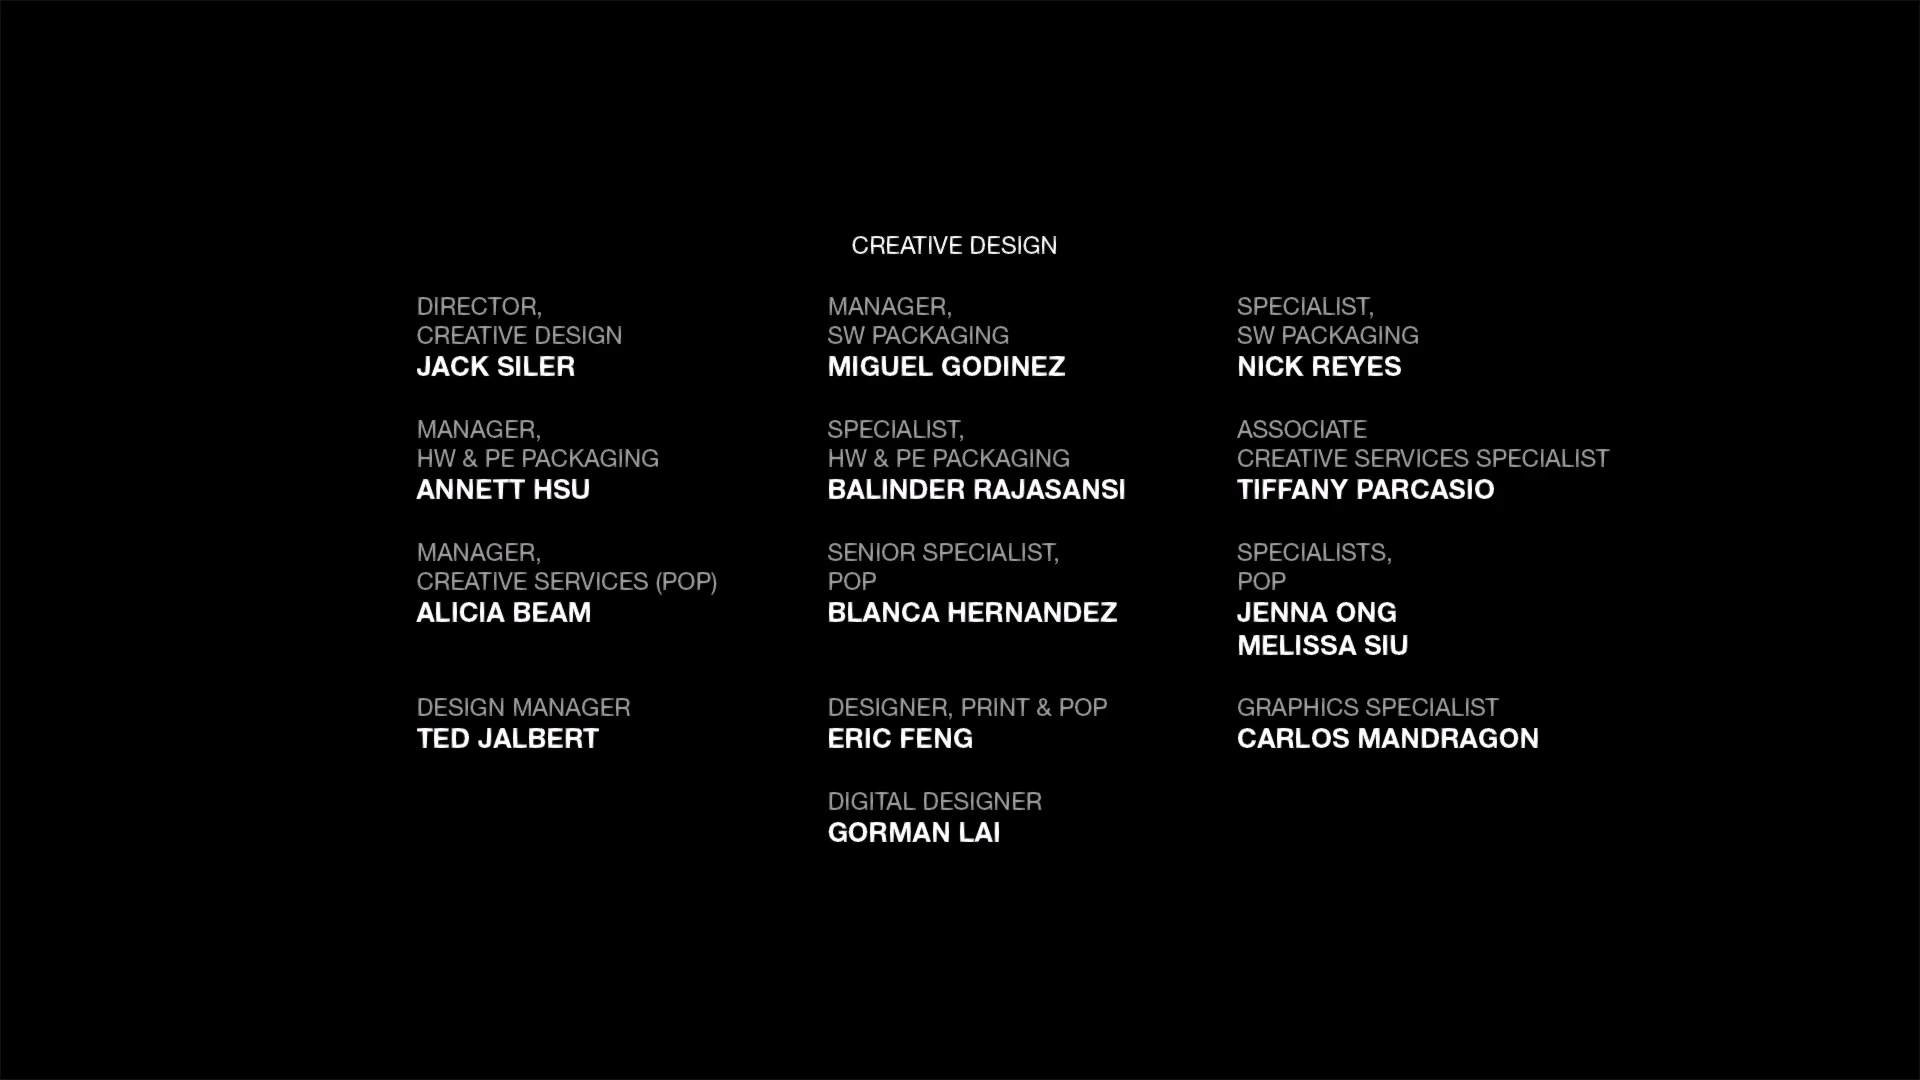 CREATIVE DESIGN
DIRECTOR,
CREATIVE DESIGN
JACK SILER
MANAGER,
SW PACKAGING
MIGUEL GODINEZ
SPECIALIST,
SW PACKAGING
NICK REYES
MANAGER,
HW & PE PACKAGING
ANNETT HSU
SPECIALIST,
HW & PE PACKAGING
BALINDER RAJASANSI
ASSOCIATE
CREATIVE SERVICES SPECIALIST
TIFFANY PARCASIO
MANAGER,
CREATIVE SERVICES (POP)
ALICIA BEAM
SENIOR SPECIALIST,
POP
BLANCA HERNANDEZ
SPECIALISTS,
POP
JENNA ONG
MELISSA SIU
DESIGN MANAGER
TED JALBERT
DESIGNER, PRINT & POP
ERIC FENG
GRAPHICS SPECIALIST
CARLOS MANDRAGON
DIGITAL DESIGNER
GORMAN LAI